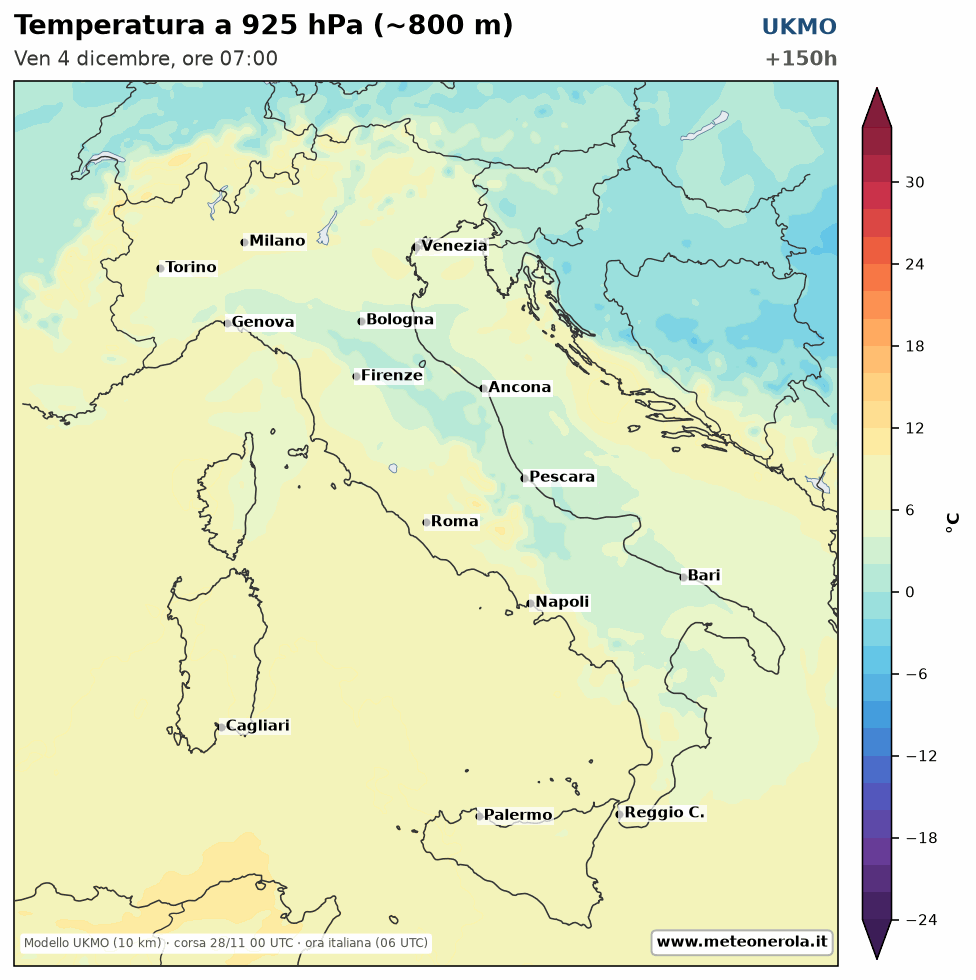 Temperatura a 925 hPa (~800 m)
UKMO
Ven 4 dicembre, ore 07:00
+150h
Milano
Venezia
Torino
Genova
Bologna
Firenze
Ancona
Pescara
Roma
Bari
Napoli
Cagliari
Palermo
Reggio C.
30
24
18
12
6
0
−6
−12
−18
−24
°C
Modello UKMO (10 km) · corsa 28/11 00 UTC · ora italiana (06 UTC)
www.meteonerola.it